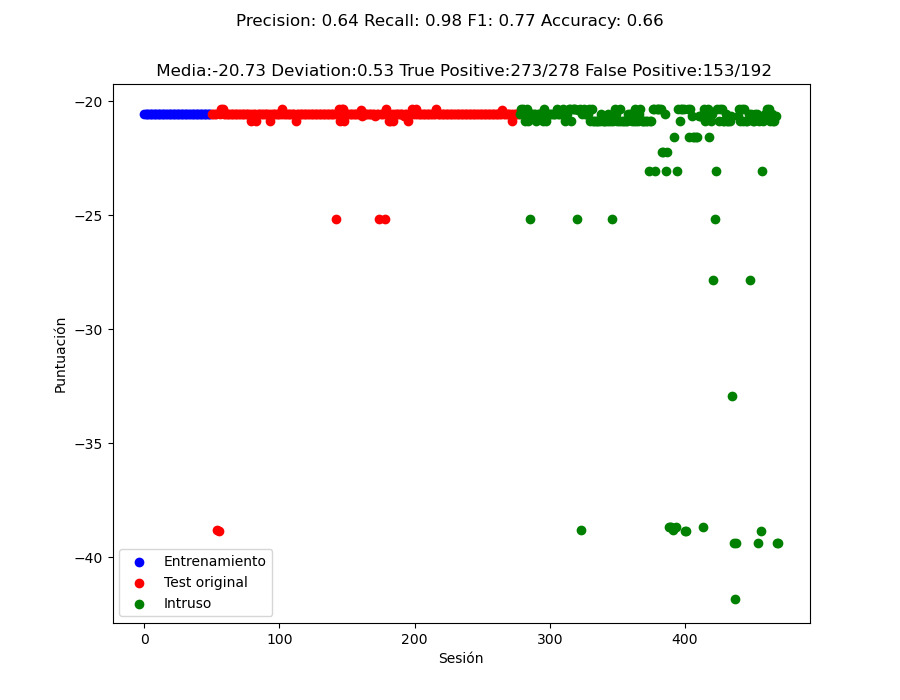 Precision: 0.64 Recall: 0.98 F1: 0.77 Accuracy: 0.66
Media:-20.73 Deviation:0.53 True Positive:273/278 False Positive:153/192
−20
−25
−30
−35
−40
Puntuación
Entrenamiento
Test original
Intruso
0 100 200 300 400
Sesión